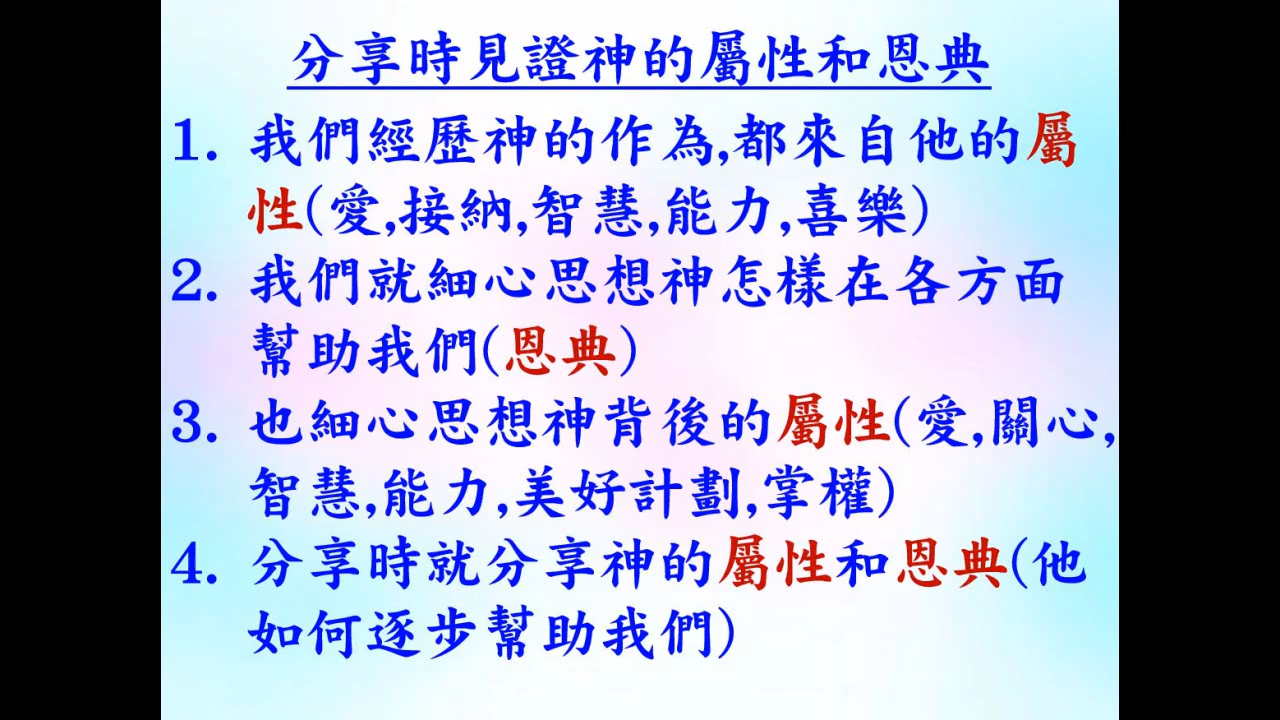 分享時見證神的屬性和恩典
1. 我們經歷神的作為,都來自他的屬
性(愛,接納,智慧,能力,喜樂)
2. 我們就細心思想神怎樣在各方面
幫助我們(恩典)
3. 也細心思想神背後的屬性(愛,關心,
智慧,能力,美好計劃,掌權)
4. 分享時就分享神的屬性和恩典(他
如何逐步幫助我們)